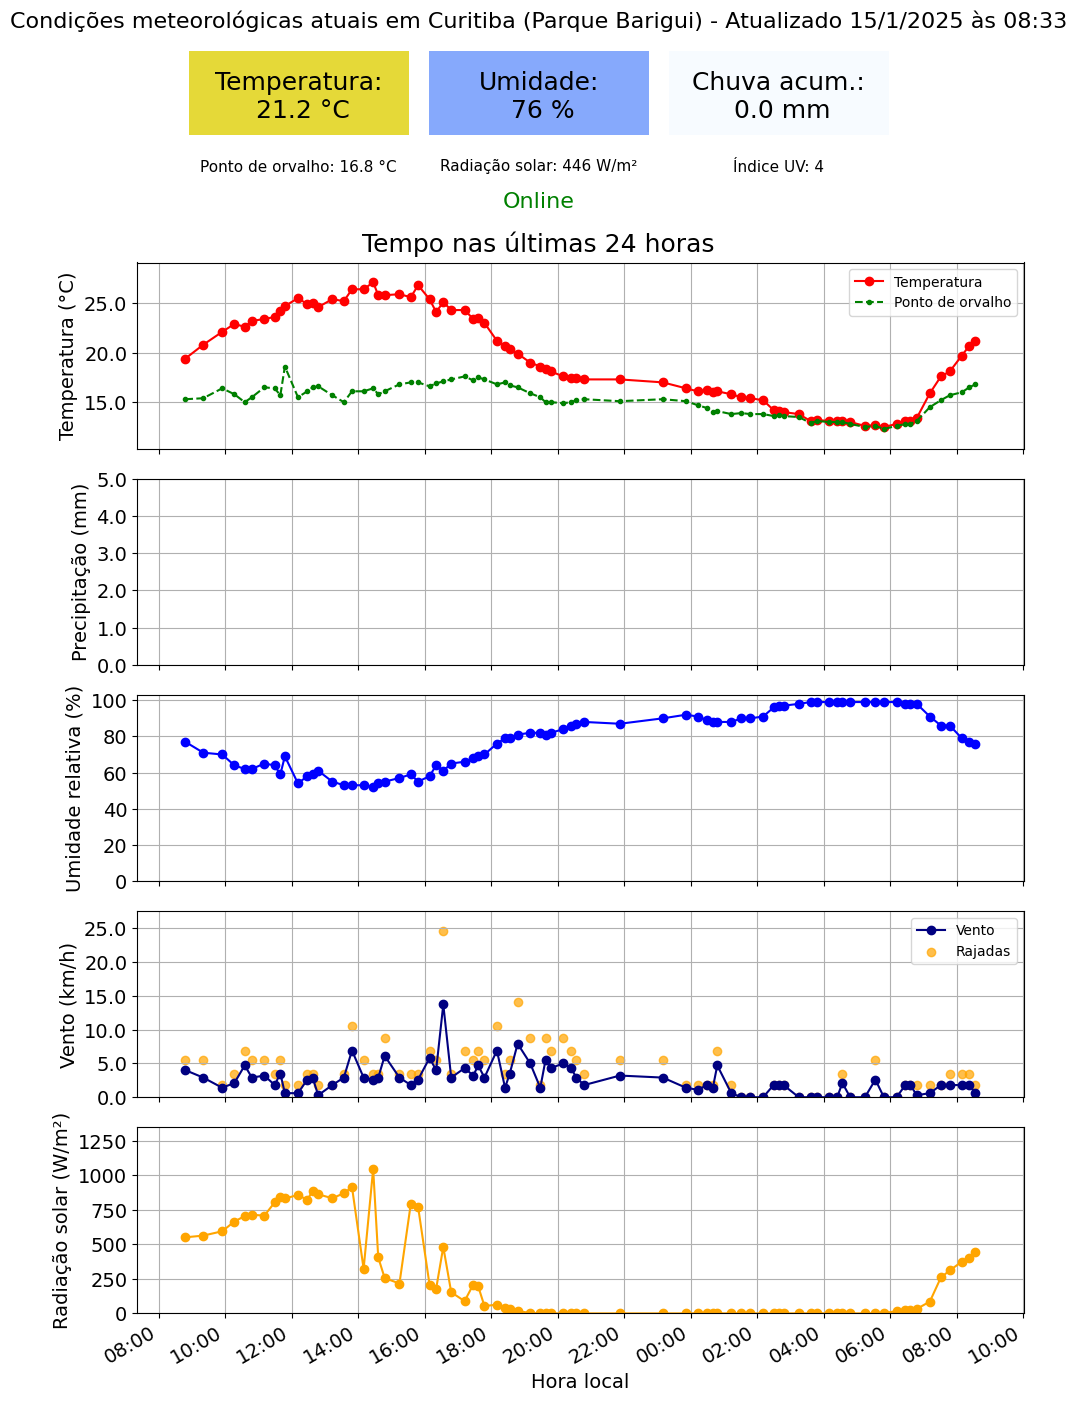 Condições meteorológicas atuais em Curitiba (Parque Barigui) - Atualizado 15/1/2025 às 08:33
Temperatura:
21.2 °C
Umidade:
76 %
Chuva acum.:
0.0 mm
Ponto de orvalho: 16.8 °C
Radiação solar: 446 W/m²
Índice UV: 4
Online
Tempo nas últimas 24 horas
Temperatura (°C)
25.0
20.0
15.0
Temperatura
Ponto de orvalho
Precipitação (mm)
5.0
4.0
3.0
2.0
1.0
0.0
Umidade relativa (%)
100
80
60
40
20
0
Vento (km/h)
25.0
20.0
15.0
10.0
5.0
0.0
Vento
Rajadas
Radiação solar (W/m²)
1250
1000
750
500
250
0
08:00 10:00 12:00 14:00 16:00 18:00 20:00 22:00 00:00 02:00 04:00 06:00 08:00 10:00
Hora local